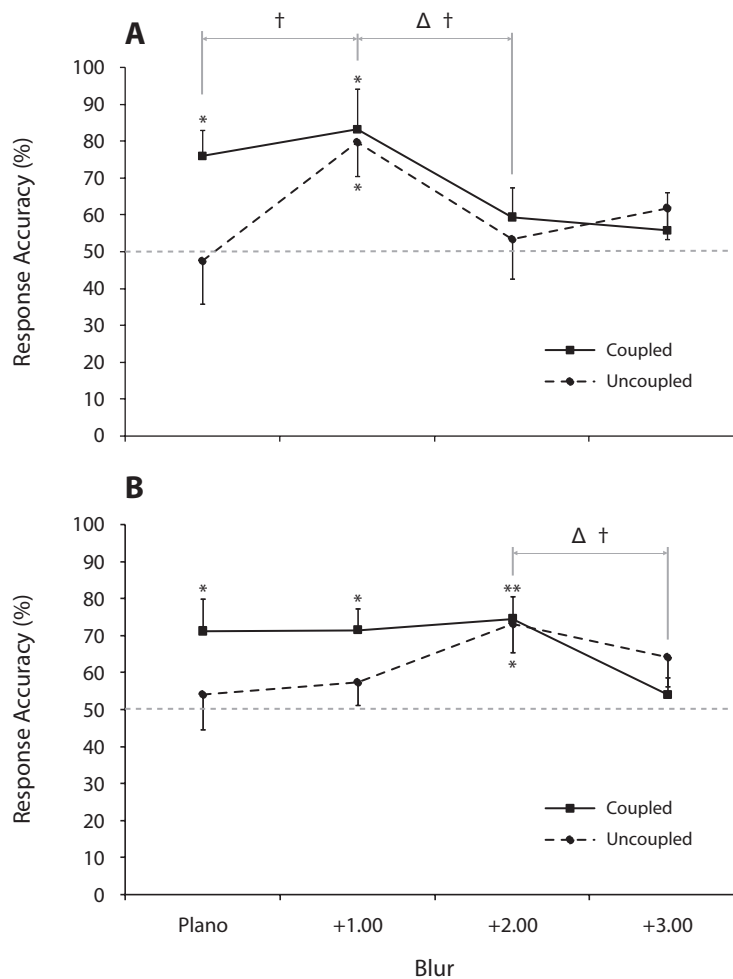 A
†
Δ †
100
90
80
70
60
50
40
30
20
10
0
Response Accuracy (%)
*
*
*
Coupled
Uncoupled
B
Δ †
100
90
80
70
60
50
40
30
20
10
0
Response Accuracy (%)
*
*
**
*
Coupled
Uncoupled
Plano
+1.00
+2.00
+3.00
Blur